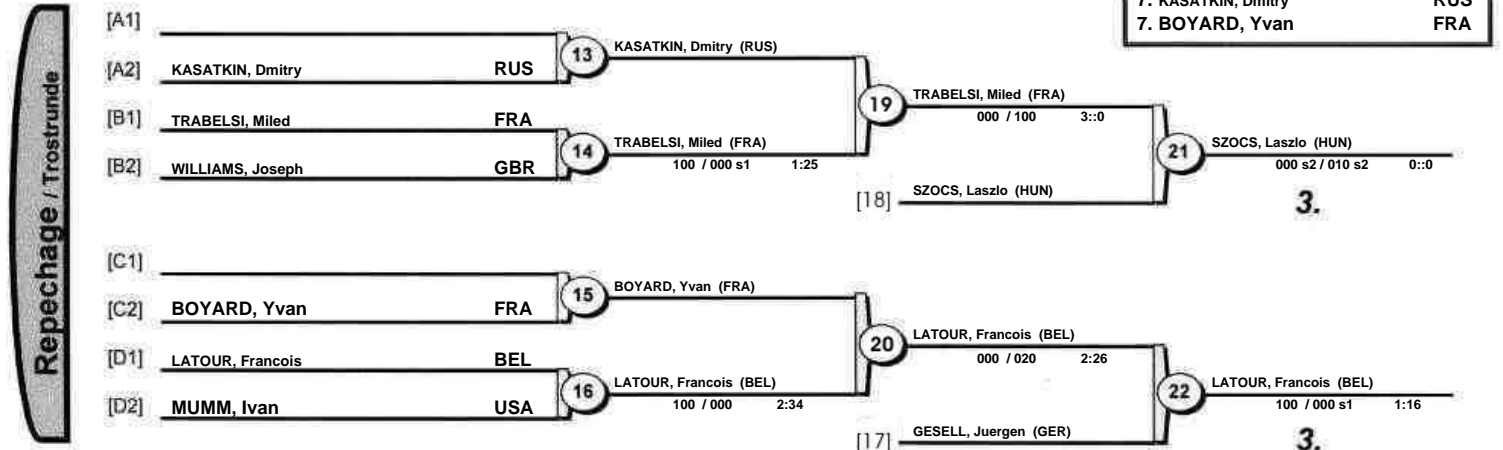 7. KASATKIN, Dmitry RUS
7. BOYARD, Yvan FRA
Repechage / Trostrunde
[A1]
13 KASATKIN, Dmitry (RUS)
[A2] KASATKIN, Dmitry RUS
19 TRABELSI, Miled (FRA)
000 / 100 3::0
[B1] TRABELSI, Miled FRA
14 TRABELSI, Miled (FRA)
100 / 000 s1 1:25
21 SZOCS, Laszlo (HUN)
000 s2 / 010 s2 0::0
[B2] WILLIAMS, Joseph GBR
[18] SZOCS, Laszlo (HUN)
3.
[C1]
15 BOYARD, Yvan (FRA)
[C2] BOYARD, Yvan FRA
20 LATOUR, Francois (BEL)
000 / 020 2:26
[D1] LATOUR, Francois BEL
16 LATOUR, Francois (BEL)
100 / 000 2:34
22 LATOUR, Francois (BEL)
100 / 000 s1 1:16
[D2] MUMM, Ivan USA
[17] GESELL, Juergen (GER)
3.